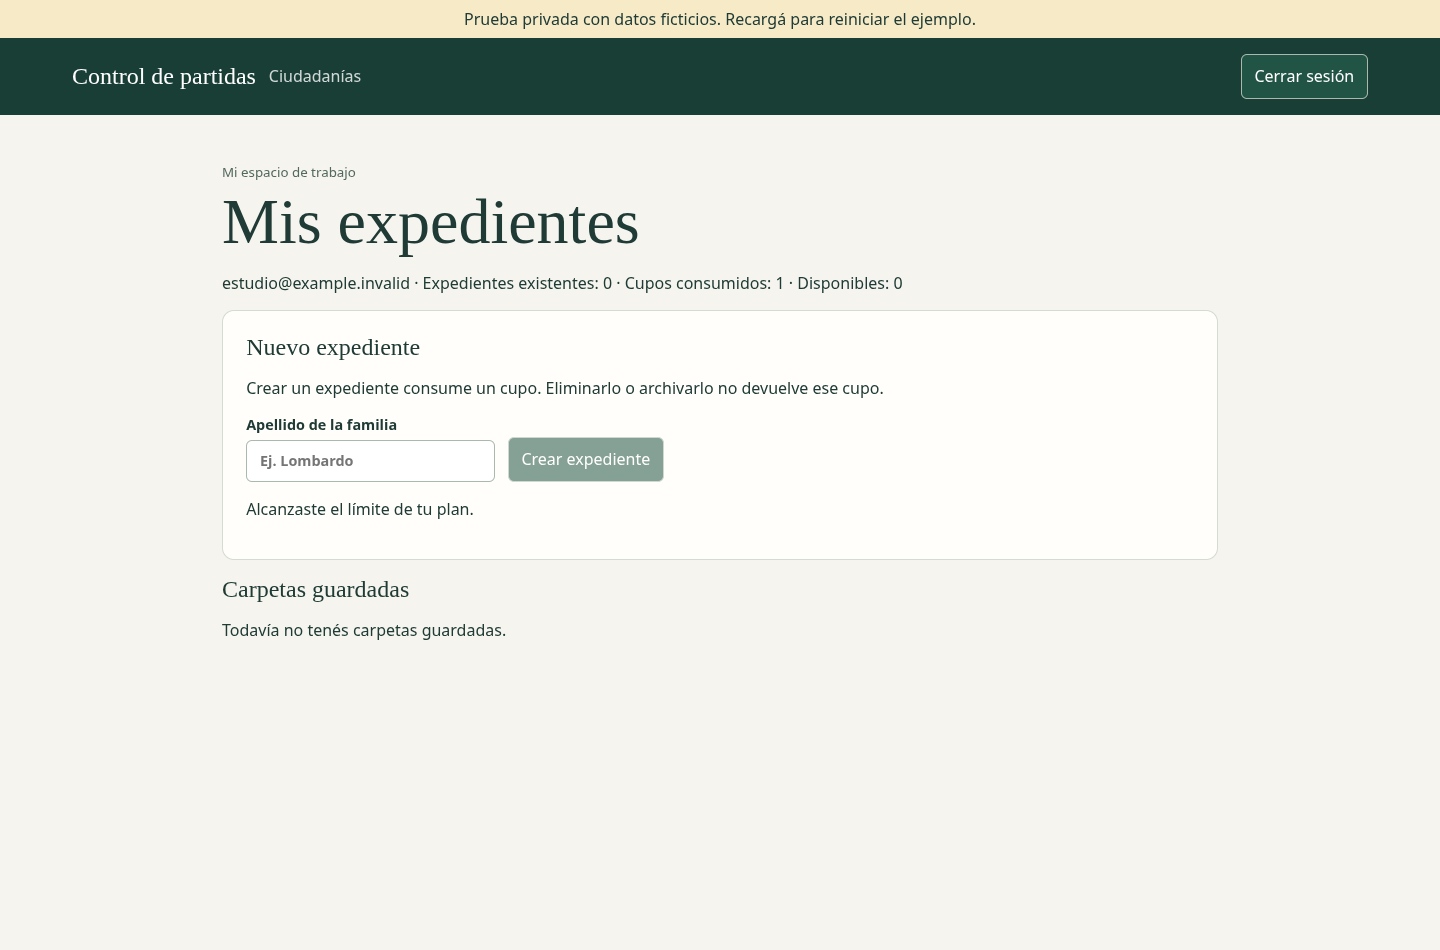 Prueba privada con datos ficticios. Recargá para reiniciar el ejemplo.
Control de partidas Ciudadanías
Cerrar sesión
Mi espacio de trabajo
Mis expedientes
estudio@example.invalid · Expedientes existentes: 0 · Cupos consumidos: 1 · Disponibles: 0
Nuevo expediente
Crear un expediente consume un cupo. Eliminarlo o archivarlo no devuelve ese cupo.
Apellido de la familia
Ej. Lombardo
Crear expediente
Alcanzaste el límite de tu plan.
Carpetas guardadas
Todavía no tenés carpetas guardadas.